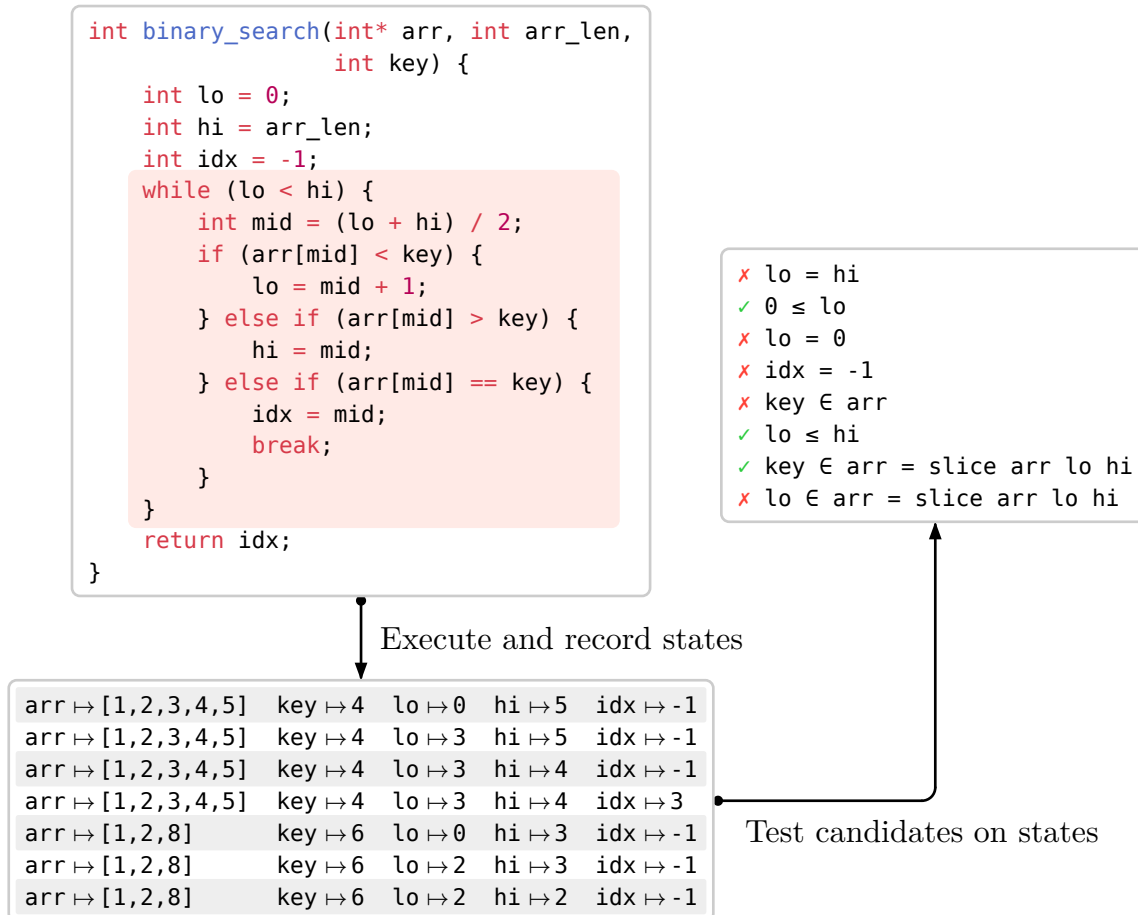 int binary_search(int* arr, int arr_len,
int key) {
int lo = 0;
int hi = arr_len;
int idx = -1;
while (lo < hi) {
int mid = (lo + hi) / 2;
if (arr[mid] < key) {
lo = mid + 1;
} else if (arr[mid] > key) {
hi = mid;
} else if (arr[mid] == key) {
idx = mid;
break;
}
}
return idx;
}
✗ lo = hi
✓ 0 ≤ lo
✗ lo = 0
✗ idx = -1
✗ key ∈ arr
✓ lo ≤ hi
✓ key ∈ arr = slice arr lo hi
✗ lo ∈ arr = slice arr lo hi
Execute and record states
arr ↦ [1,2,3,4,5] key ↦ 4 lo ↦ 0 hi ↦ 5 idx ↦ -1
arr ↦ [1,2,3,4,5] key ↦ 4 lo ↦ 3 hi ↦ 5 idx ↦ -1
arr ↦ [1,2,3,4,5] key ↦ 4 lo ↦ 3 hi ↦ 4 idx ↦ -1
arr ↦ [1,2,3,4,5] key ↦ 4 lo ↦ 3 hi ↦ 4 idx ↦ 3
arr ↦ [1,2,8] key ↦ 6 lo ↦ 0 hi ↦ 3 idx ↦ -1
arr ↦ [1,2,8] key ↦ 6 lo ↦ 2 hi ↦ 3 idx ↦ -1
arr ↦ [1,2,8] key ↦ 6 lo ↦ 2 hi ↦ 2 idx ↦ -1
Test candidates on states